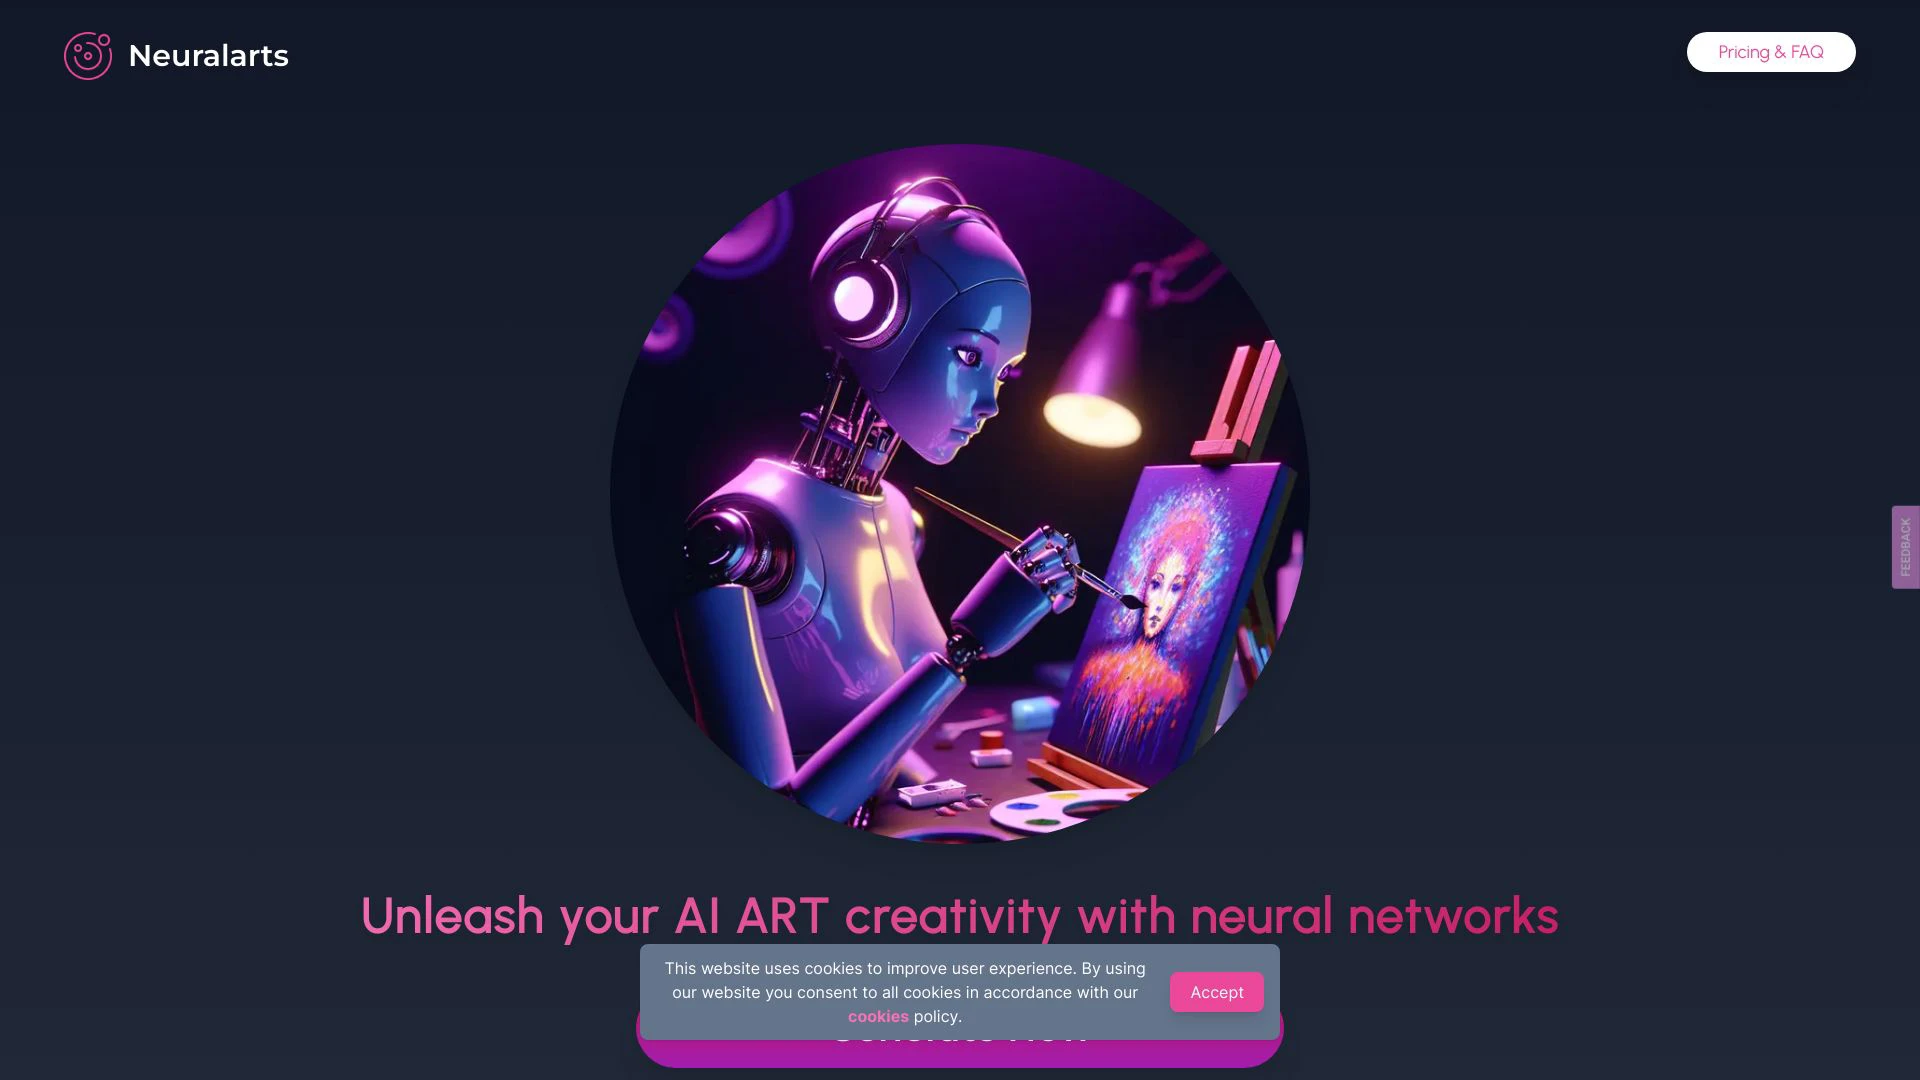 Neuralarts
Pricing & FAQ
FEEDBACK
Unleash your AI ART creativity with neural networks
This website uses cookies to improve user experience. By using
our website you consent to all cookies in accordance with our
cookies policy.
Accept